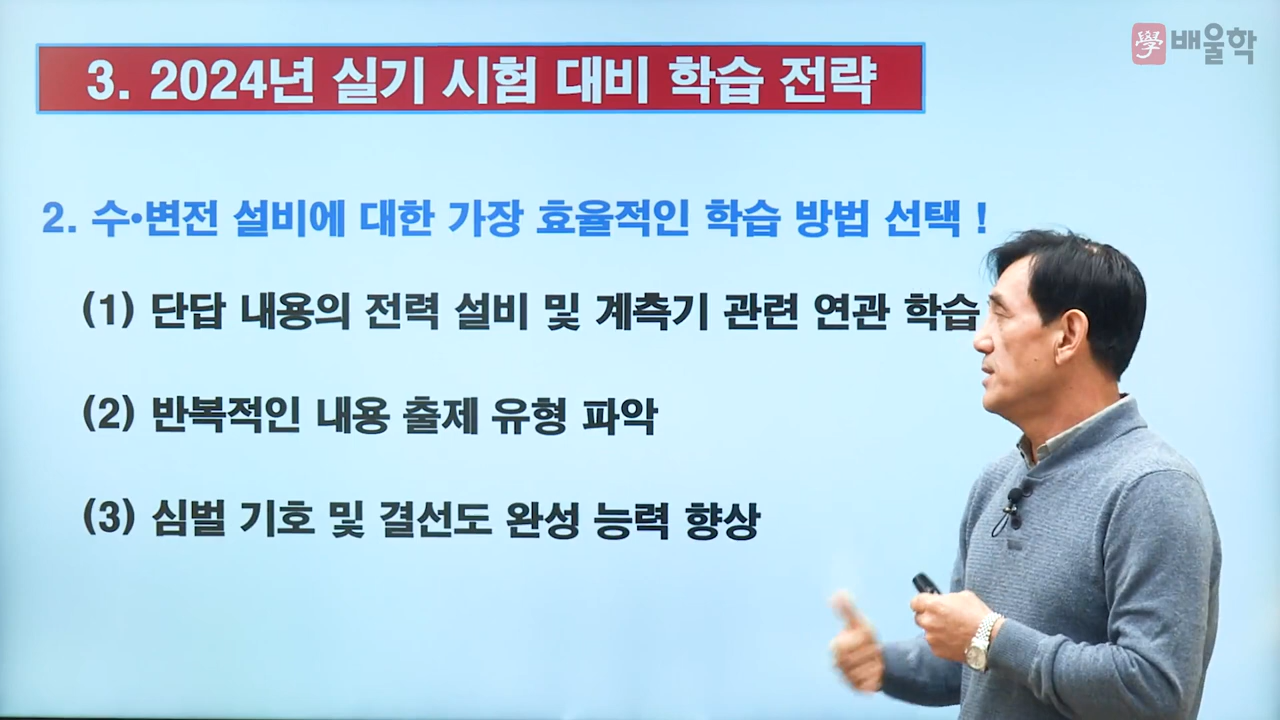 學 배울학
3. 2024년 실기 시험 대비 학습 전략
2. 수•변전 설비에 대한 가장 효율적인 학습 방법 선택 !
(1) 단답 내용의 전력 설비 및 계측기 관련 연관 학습
(2) 반복적인 내용 출제 유형 파악
(3) 심벌 기호 및 결선도 완성 능력 향상